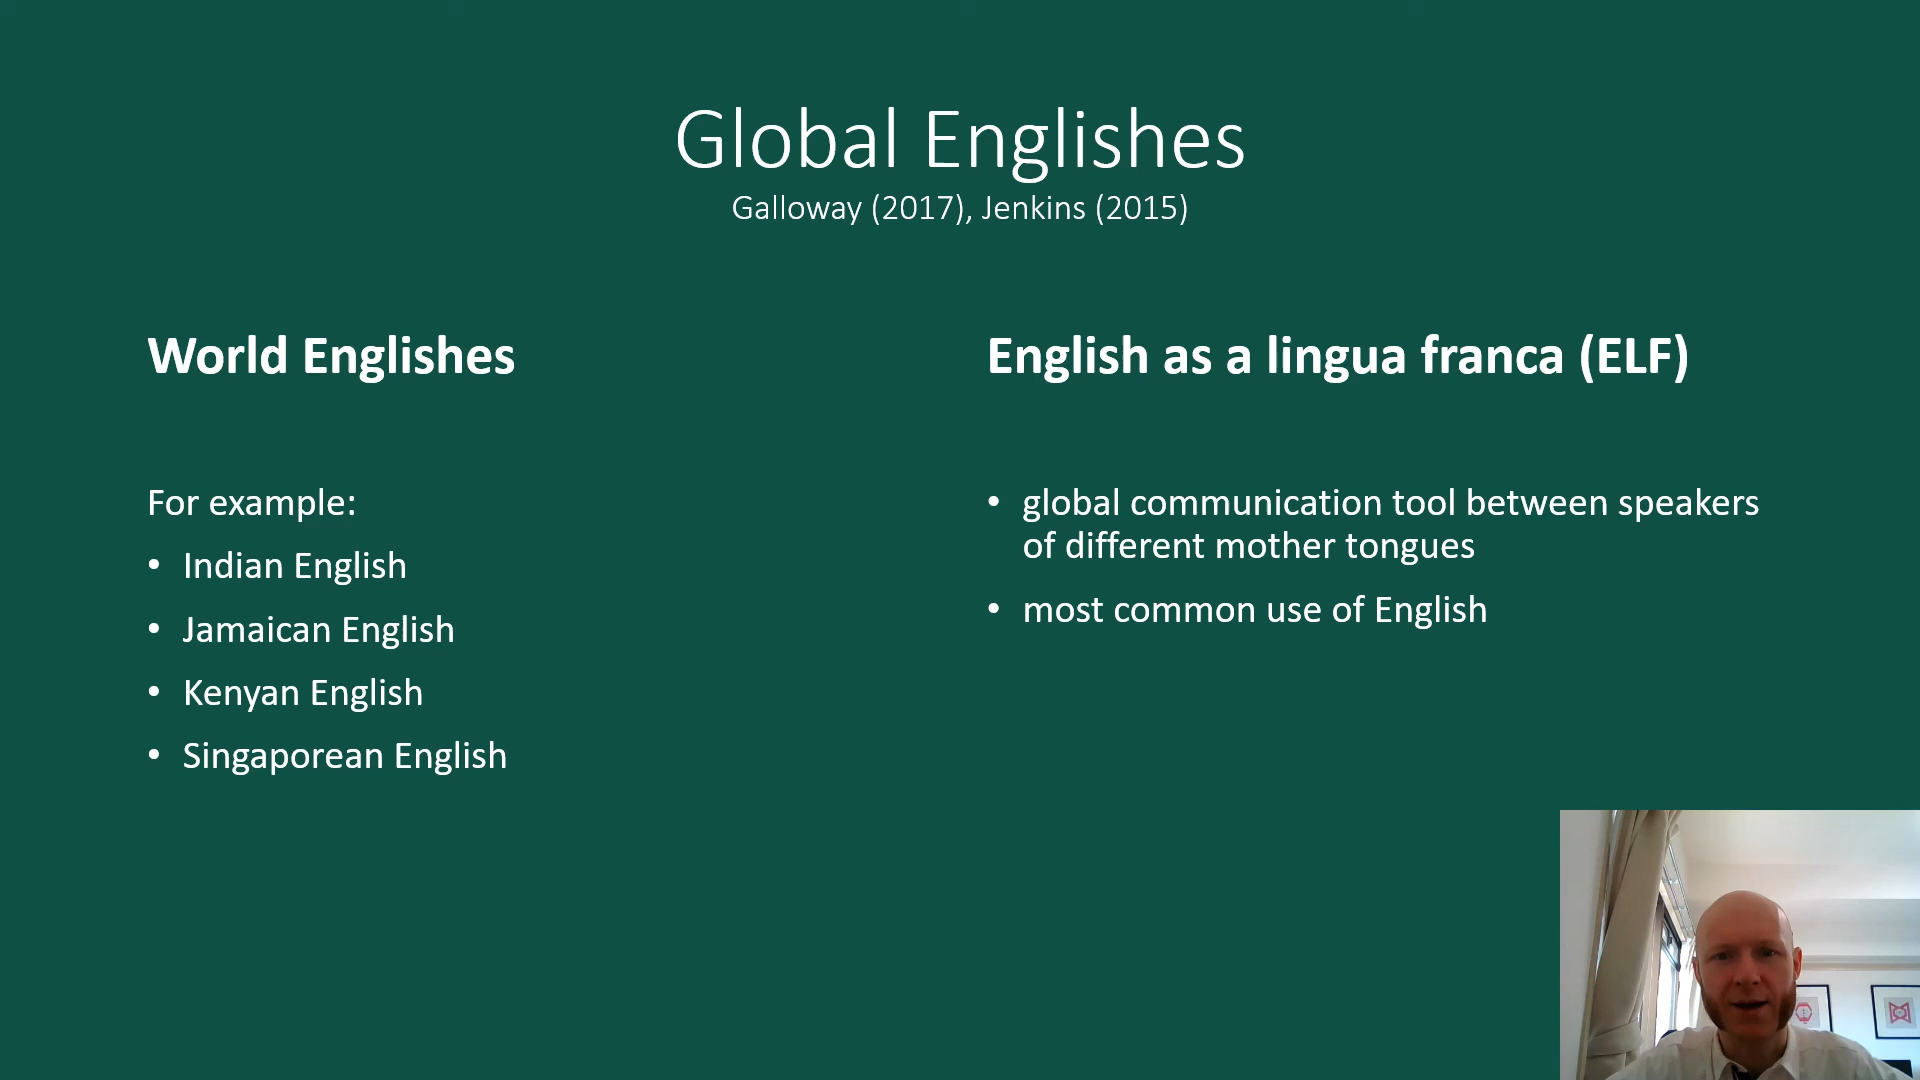 Global Englishes
Galloway (2017), Jenkins (2015)
World Englishes
For example:
• Indian English
• Jamaican English
• Kenyan English
• Singaporean English
English as a lingua franca (ELF)
• global communication tool between speakers
of different mother tongues
• most common use of English